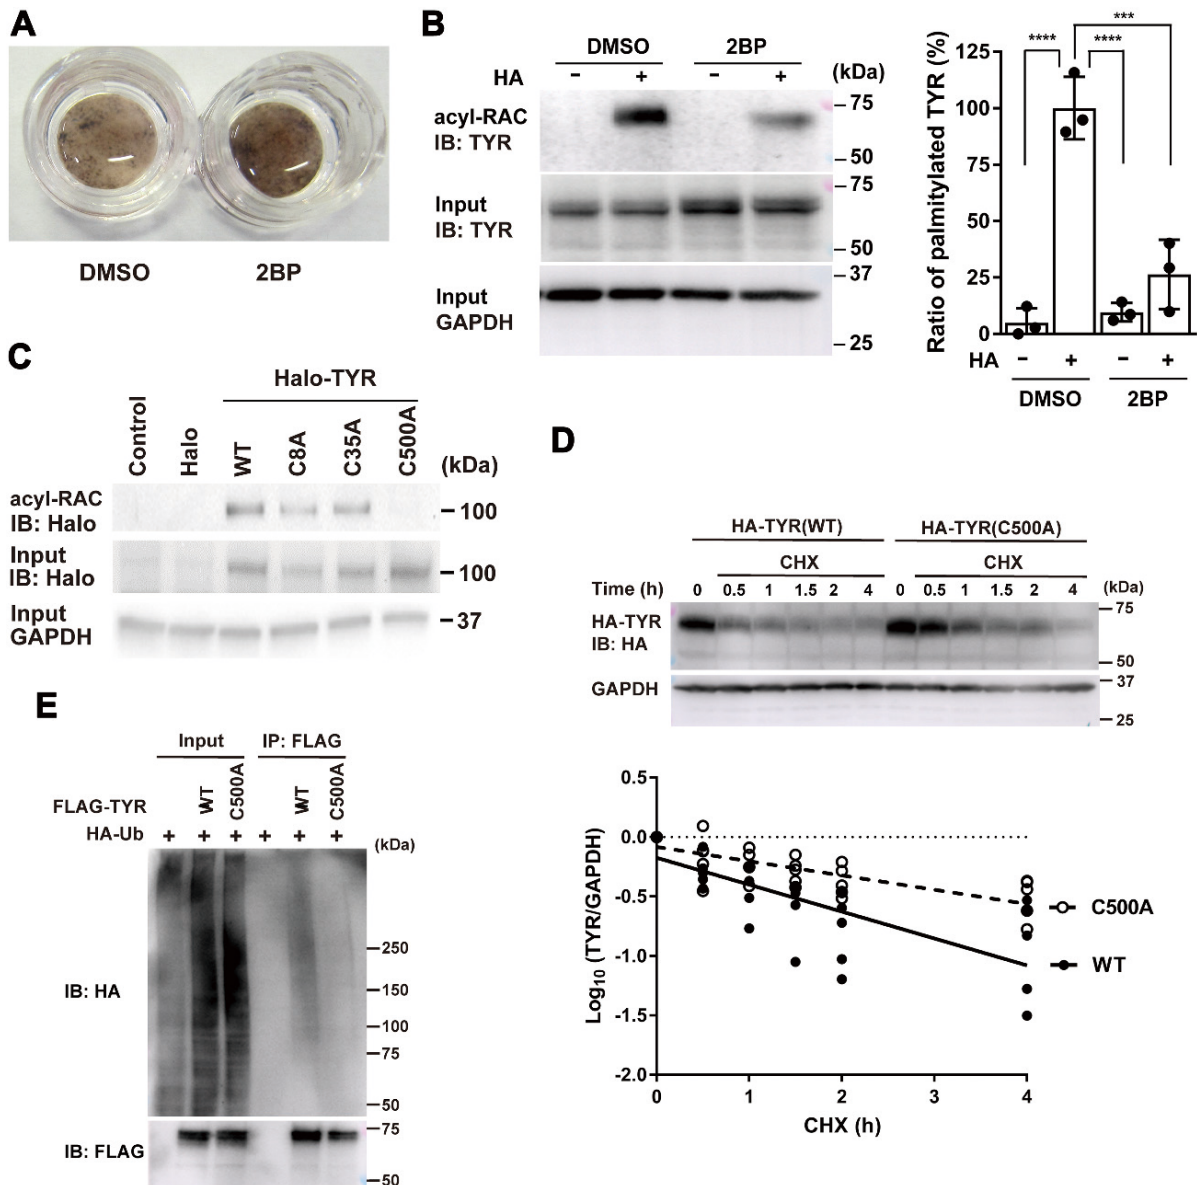 A
DMSO 2BP
B
DMSO 2BP
HA - + - + (kDa)
acyl-RAC
IB: TYR
75
50
Input
IB: TYR
75
50
Input
GAPDH
37
25
Ratio of palmitylated TYR (%)
**** **** ***
125
100
75
50
25
0
HA - + - +
DMSO 2BP
C
Halo-TYR
Control Halo WT C8A C35A C500A (kDa)
acyl-RAC
IB: Halo
100
Input
IB: Halo
100
Input
GAPDH
37
D
HA-TYR(WT) HA-TYR(C500A)
CHX CHX
Time (h) 0 0.5 1 1.5 2 4 0 0.5 1 1.5 2 4 (kDa)
HA-TYR
IB: HA
75
50
GAPDH
37
25
Log10 (TYR/GAPDH)
0.5
0.0
-0.5
-1.0
-1.5
-2.0
0 1 2 3 4
CHX (h)
C500A
WT
E
Input IP: FLAG
FLAG-TYR WT C500A WT C500A
HA-Ub + + + + + +
(kDa)
IB: HA
250
150
100
75
50
IB: FLAG
75
50